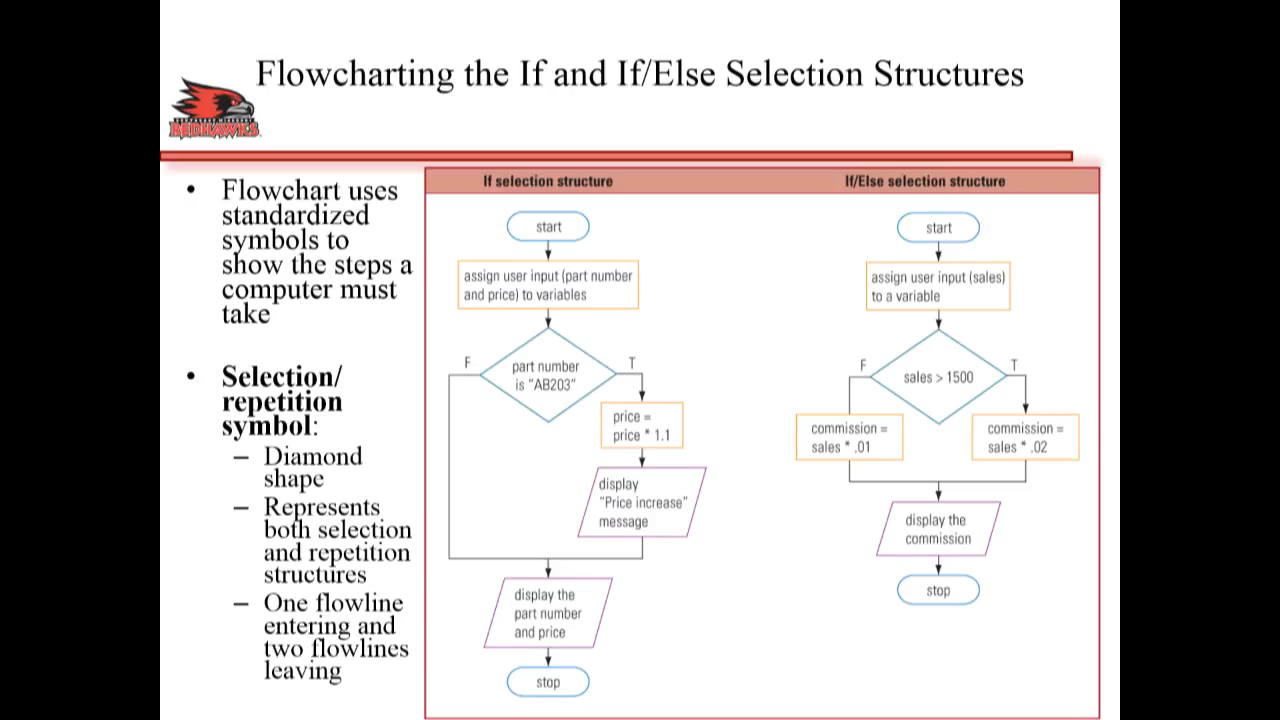 Flowcharting the If and If/Else Selection Structures
REDHAWKS
• Flowchart uses
standardized
symbols to
show the steps a
computer must
take
• Selection/
repetition
symbol:
– Diamond
shape
– Represents
both selection
and repetition
structures
– One flowline
entering and
two flowlines
leaving
If selection structure
start
assign user input (part number
and price) to variables
F
T
part number
is "AB203"
price =
price * 1.1
display
"Price increase"
message
display the
part number
and price
stop
If/Else selection structure
start
assign user input (sales)
to a variable
F
T
sales > 1500
commission =
sales * .01
commission =
sales * .02
display the
commission
stop